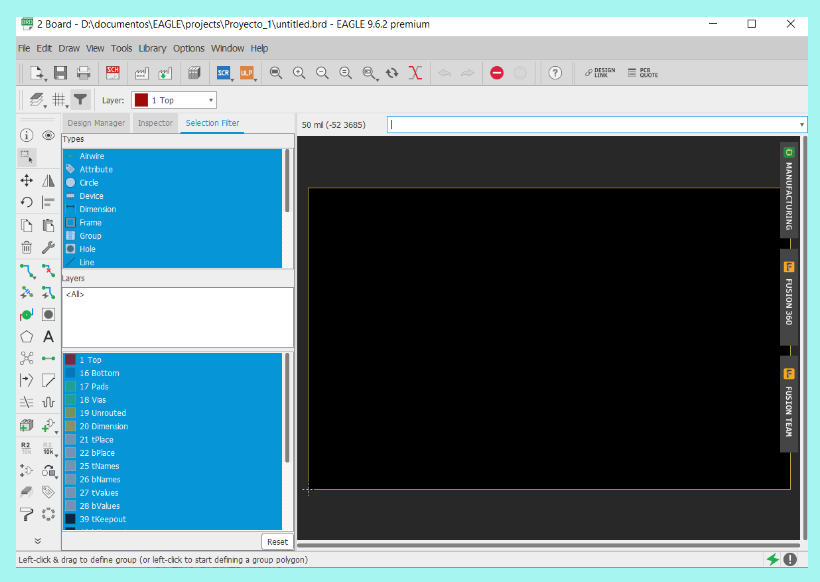 2 Board - D:\documentos\EAGLE\projects\Proyecto_1\untitled.brd - EAGLE 9.6.2 premium
File Edit Draw View Tools Library Options Window Help
SCH SCR ULP DESIGN LINK PCB QUOTE
Layer: 1 Top
Design Manager Inspector Selection Filter
50 mil (-52 3685)
Types
Airwire
Attribute
Circle
Device
Dimension
Frame
Group
Hole
Line
Layers
<All>
1 Top
16 Bottom
17 Pads
18 Vias
19 Unrouted
20 Dimension
21 tPlace
22 bPlace
25 tNames
26 bNames
27 tValues
28 bValues
39 tKeepout
Reset
R2
10k
R2
10k
MANUFACTURING
FUSION 360
FUSION TEAM
Left-click & drag to define group (or left-click to start defining a group polygon)